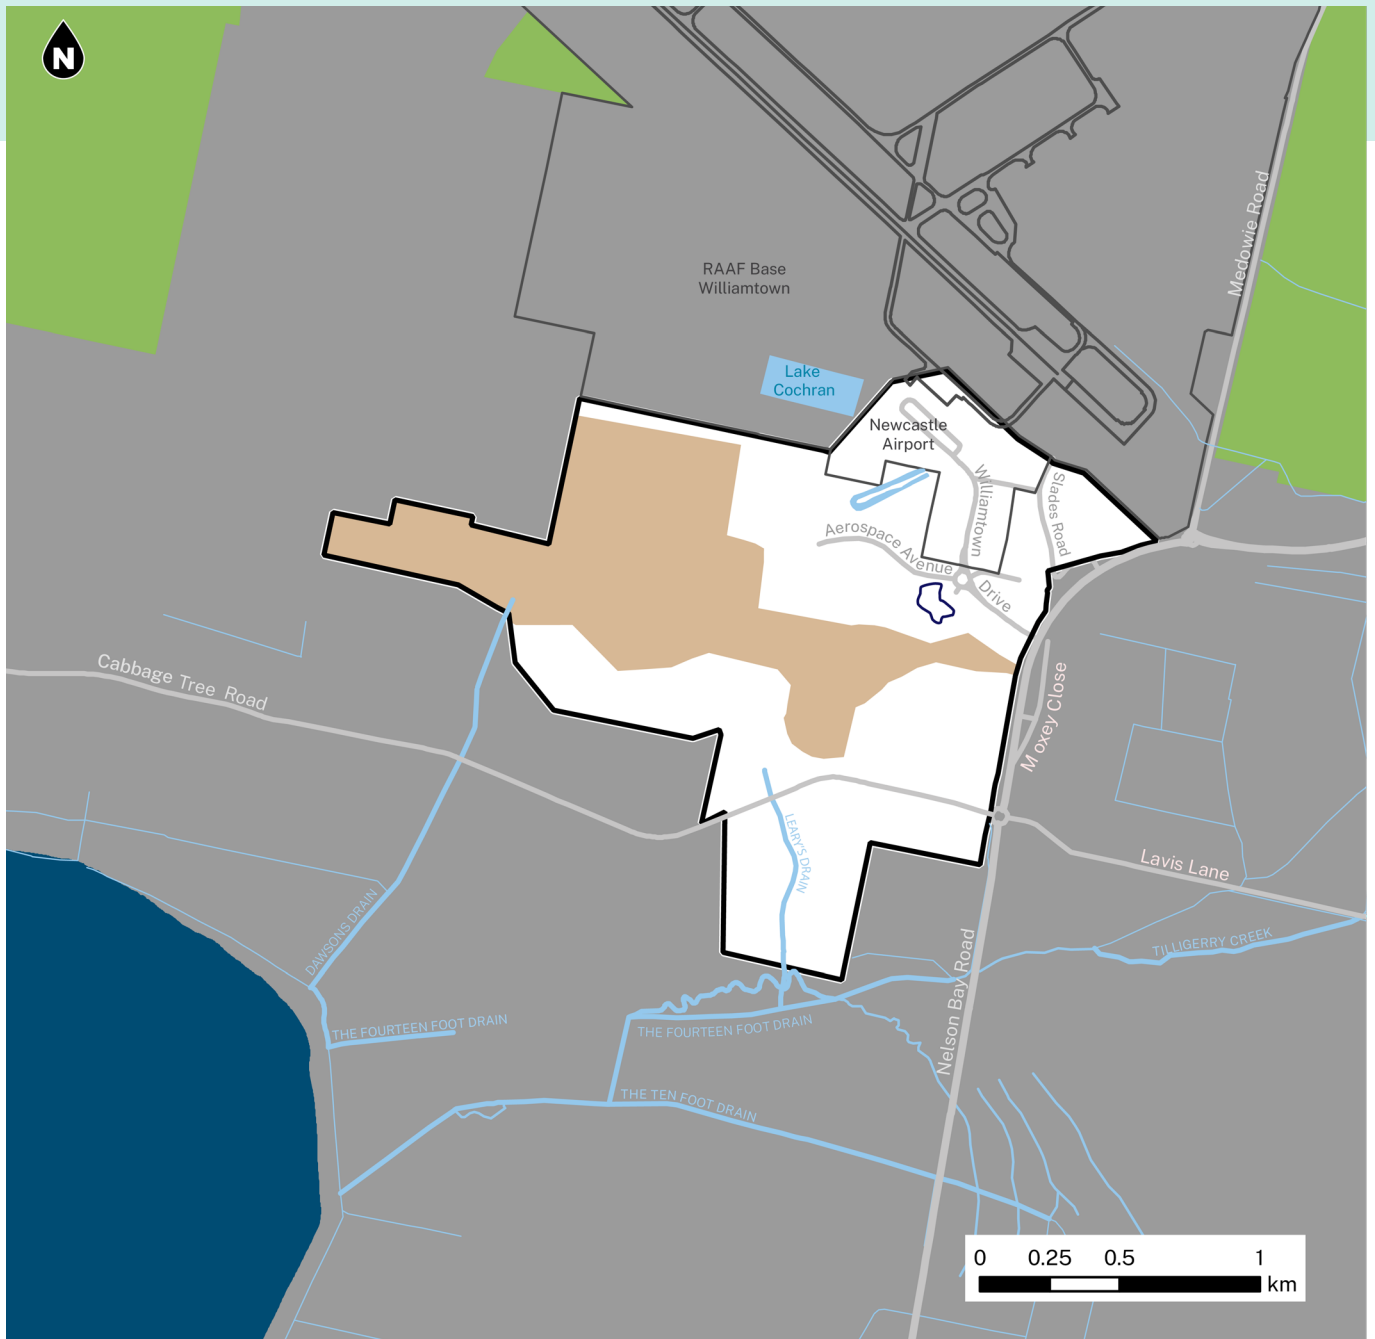 N
Medowie Road
RAAF Base
Williamtown
Lake
Cochran
Newcastle
Airport
Williamtown
Drive
Slades Road
Aerospace Avenue
Cabbage Tree Road
Moxey Close
LEARY'S DRAIN
Lavis Lane
DAWSONS DRAIN
TILLIGERRY CREEK
Nelson Bay Road
THE FOURTEEN FOOT DRAIN
THE FOURTEEN FOOT DRAIN
THE TEN FOOT DRAIN
0 0.25 0.5 1
km